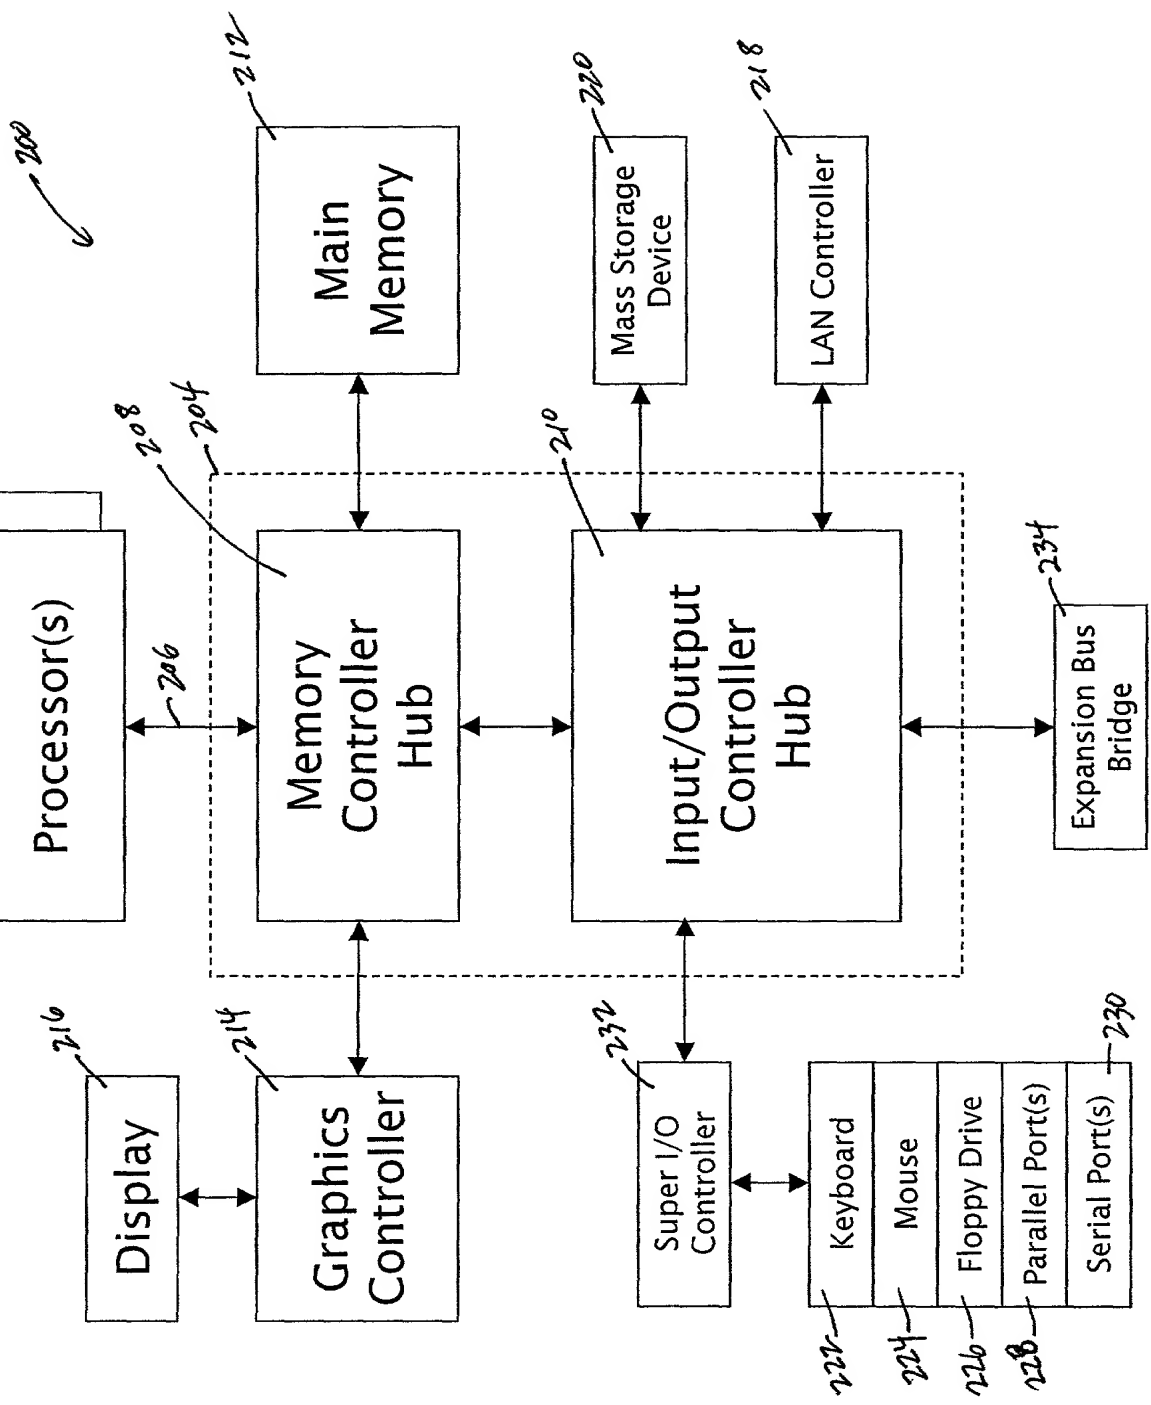 200
Processor(s)
206
216
Display
214
Graphics
Controller
208
204
Memory
Controller
Hub
212
Main
Memory
210
Input/Output
Controller
Hub
220
Mass Storage
Device
218
LAN Controller
232
Super I/O
Controller
222
Keyboard
224
Mouse
226
Floppy Drive
228
Parallel Port(s)
230
Serial Port(s)
234
Expansion Bus
Bridge